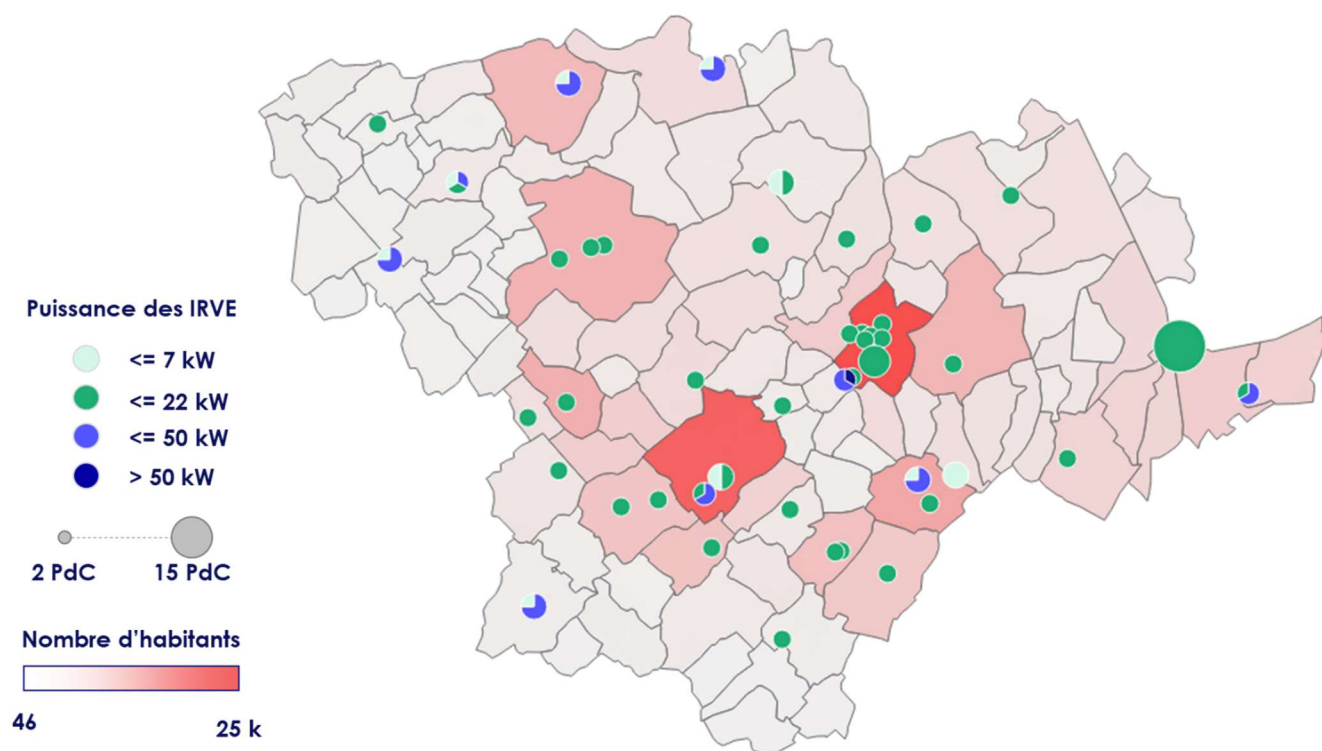 Puissance des IRVE
<= 7 kW
<= 22 kW
<= 50 kW
> 50 kW
2 PdC 15 PdC
Nombre d'habitants
46 25 k